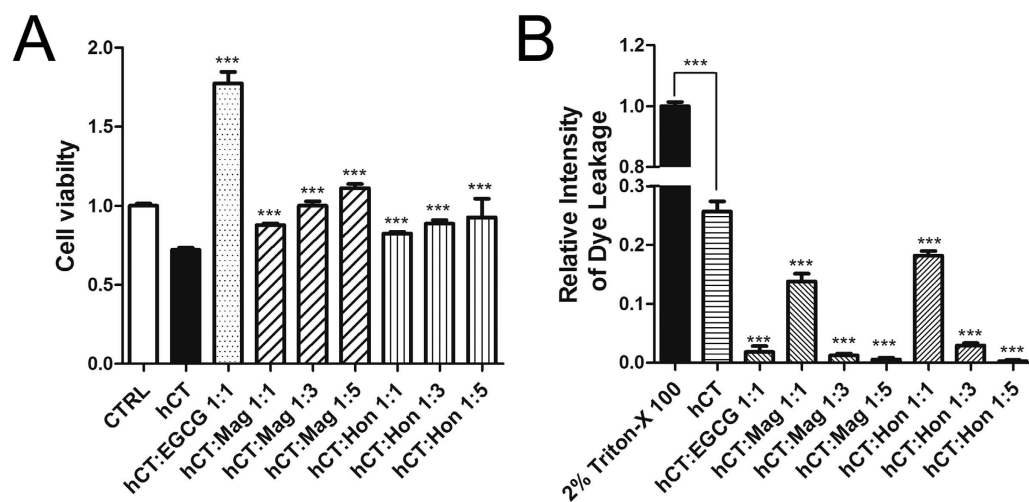 A
Cell viabilty
2.0
1.5
1.0
0.5
0.0
***
***
***
***
***
***
***
CTRL
hCT
hCT:EGCG 1:1
hCT:Mag 1:1
hCT:Mag 1:3
hCT:Mag 1:5
hCT:Hon 1:1
hCT:Hon 1:3
hCT:Hon 1:5
B
Relative Intensity
of Dye Leakage
1.2
1.0
0.8
0.3
0.2
0.1
0.0
***
***
***
***
***
***
***
***
2% Triton-X 100
hCT
hCT:EGCG 1:1
hCT:Mag 1:1
hCT:Mag 1:3
hCT:Mag 1:5
hCT:Hon 1:1
hCT:Hon 1:3
hCT:Hon 1:5